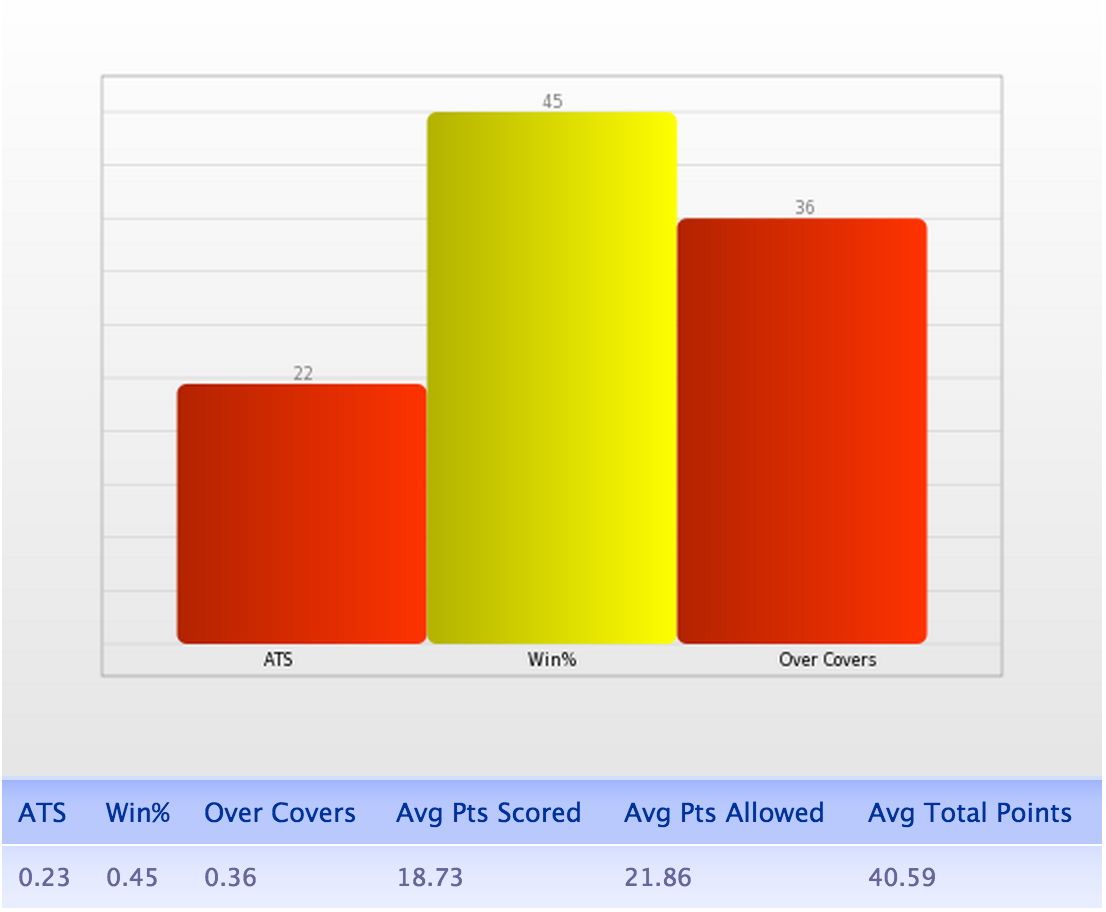 45
36
22
ATS Win% Over Covers
ATS Win% Over Covers Avg Pts Scored Avg Pts Allowed Avg Total Points
0.23 0.45 0.36 18.73 21.86 40.59